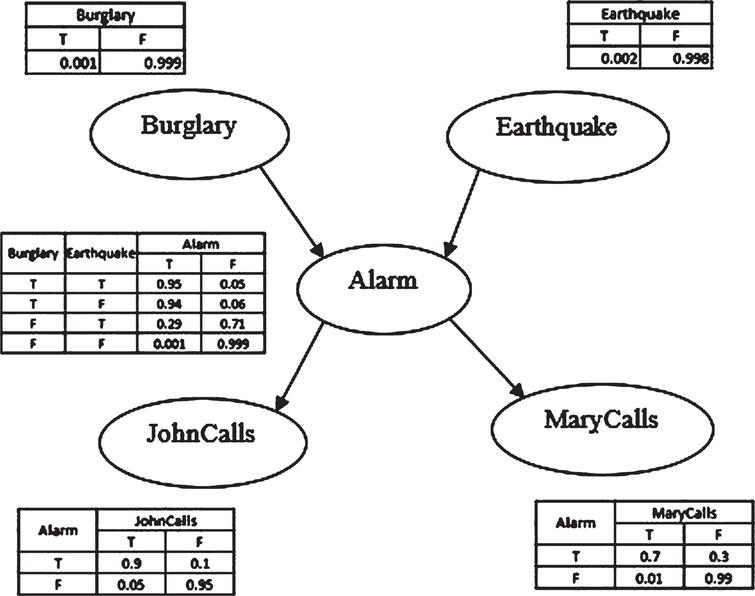 Burglary
T F
0.001 0.999
Earthquake
T F
0.002 0.998
Burglary
Earthquake
Burglary Earthquake Alarm
T F
T T 0.95 0.05
T F 0.94 0.06
F T 0.29 0.71
F F 0.001 0.999
Alarm
JohnCalls
MaryCalls
Alarm JohnCalls
T F
T 0.9 0.1
F 0.05 0.95
Alarm MaryCalls
T F
T 0.7 0.3
F 0.01 0.99